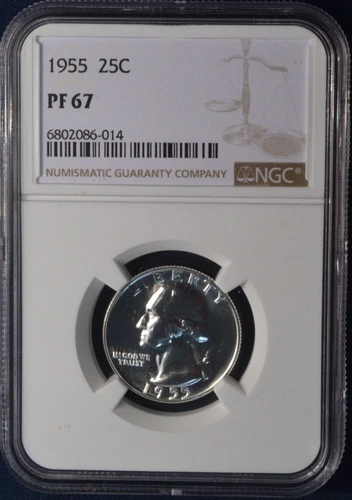 1955 25C
PF 67
6802086-014
NUMISMATIC GUARANTY COMPANY
NGC®
LIBERTY
IN GOD WE
TRUST
1955